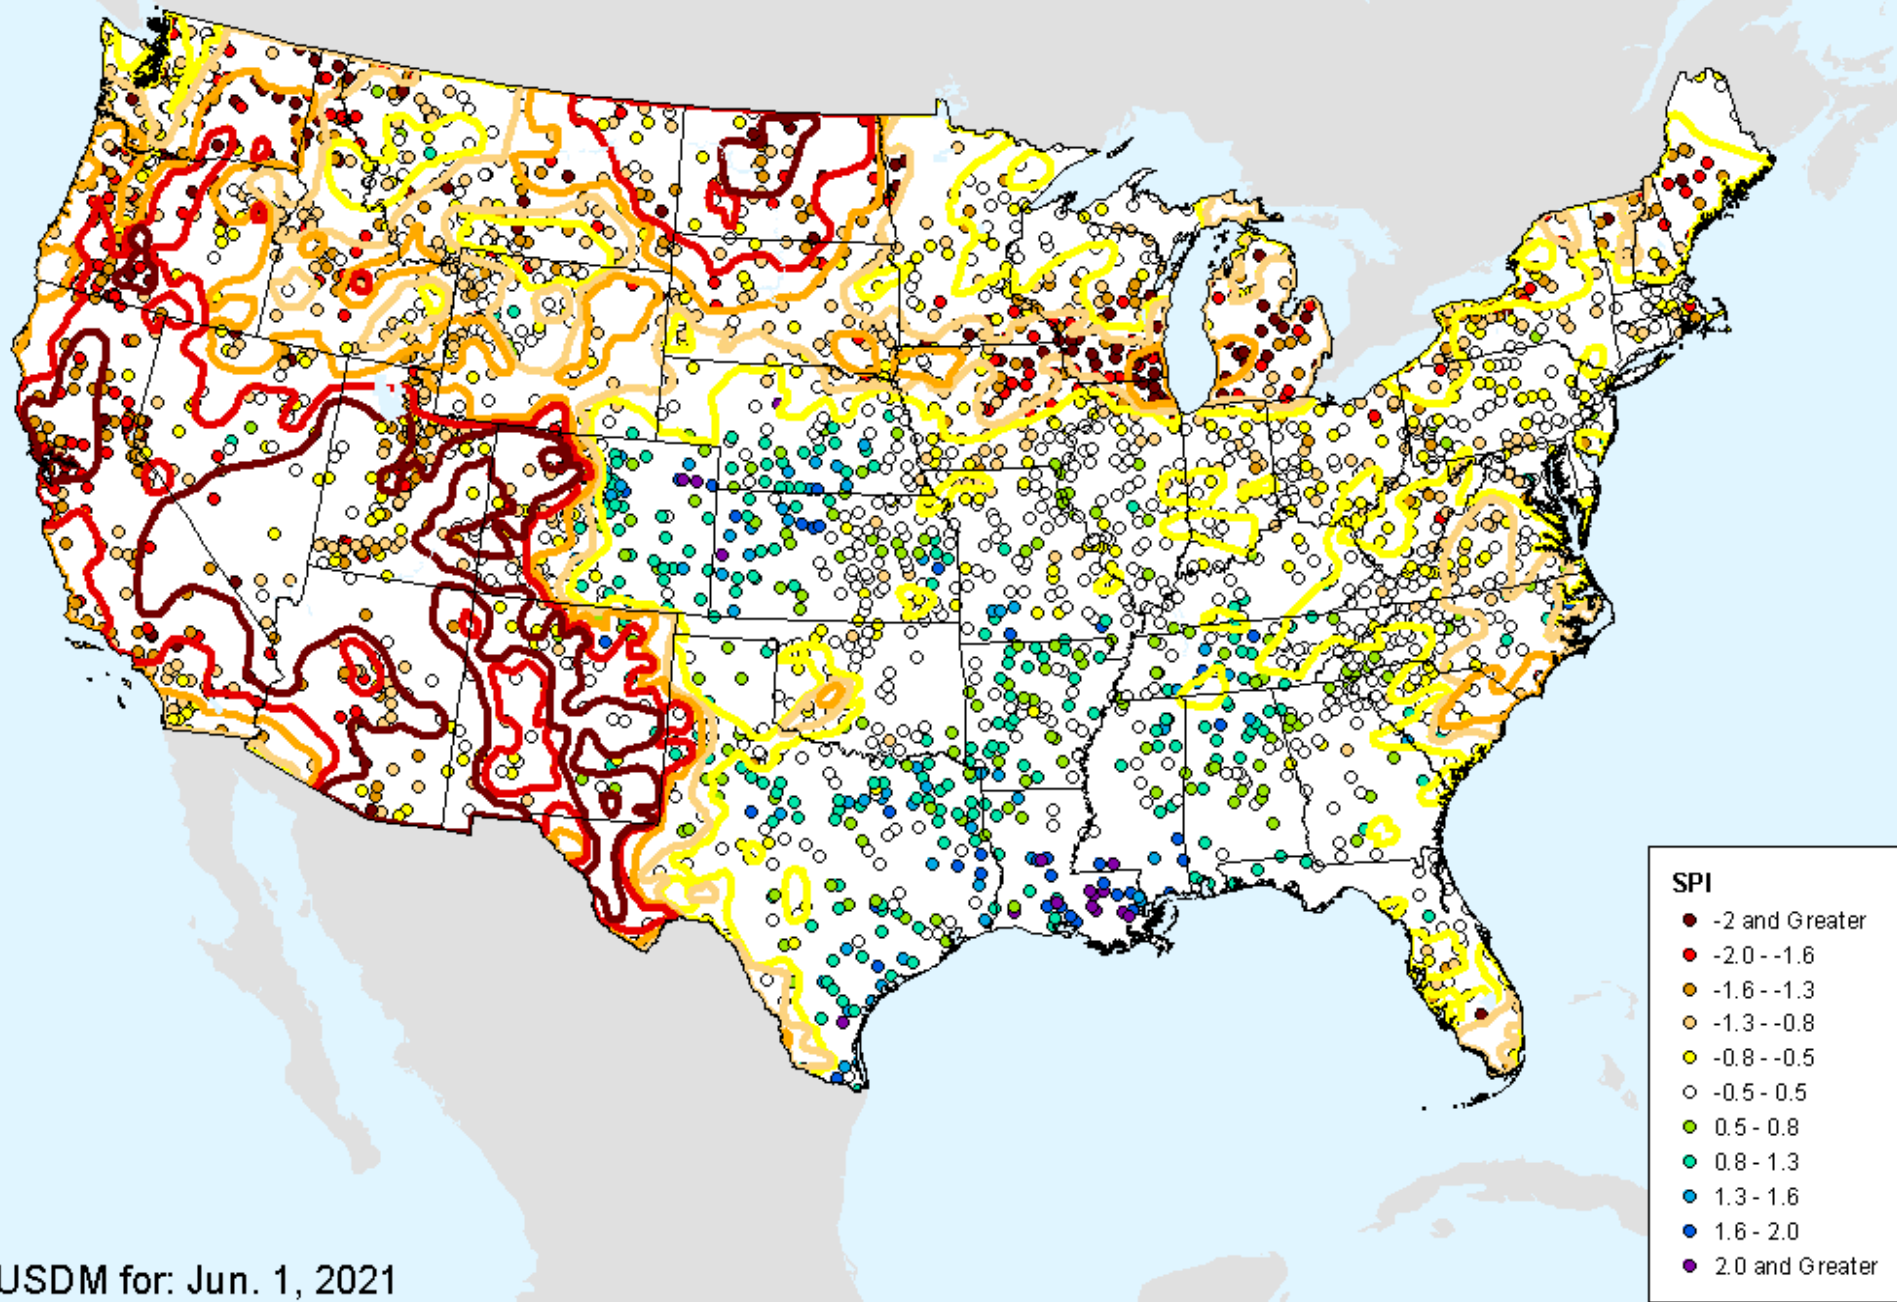 SPI
-2 and Greater
-2.0 - -1.6
-1.6 - -1.3
-1.3 - -0.8
-0.8 - -0.5
-0.5 - 0.5
0.5 - 0.8
0.8 - 1.3
1.3 - 1.6
1.6 - 2.0
2.0 and Greater
USDM for: Jun. 1, 2021